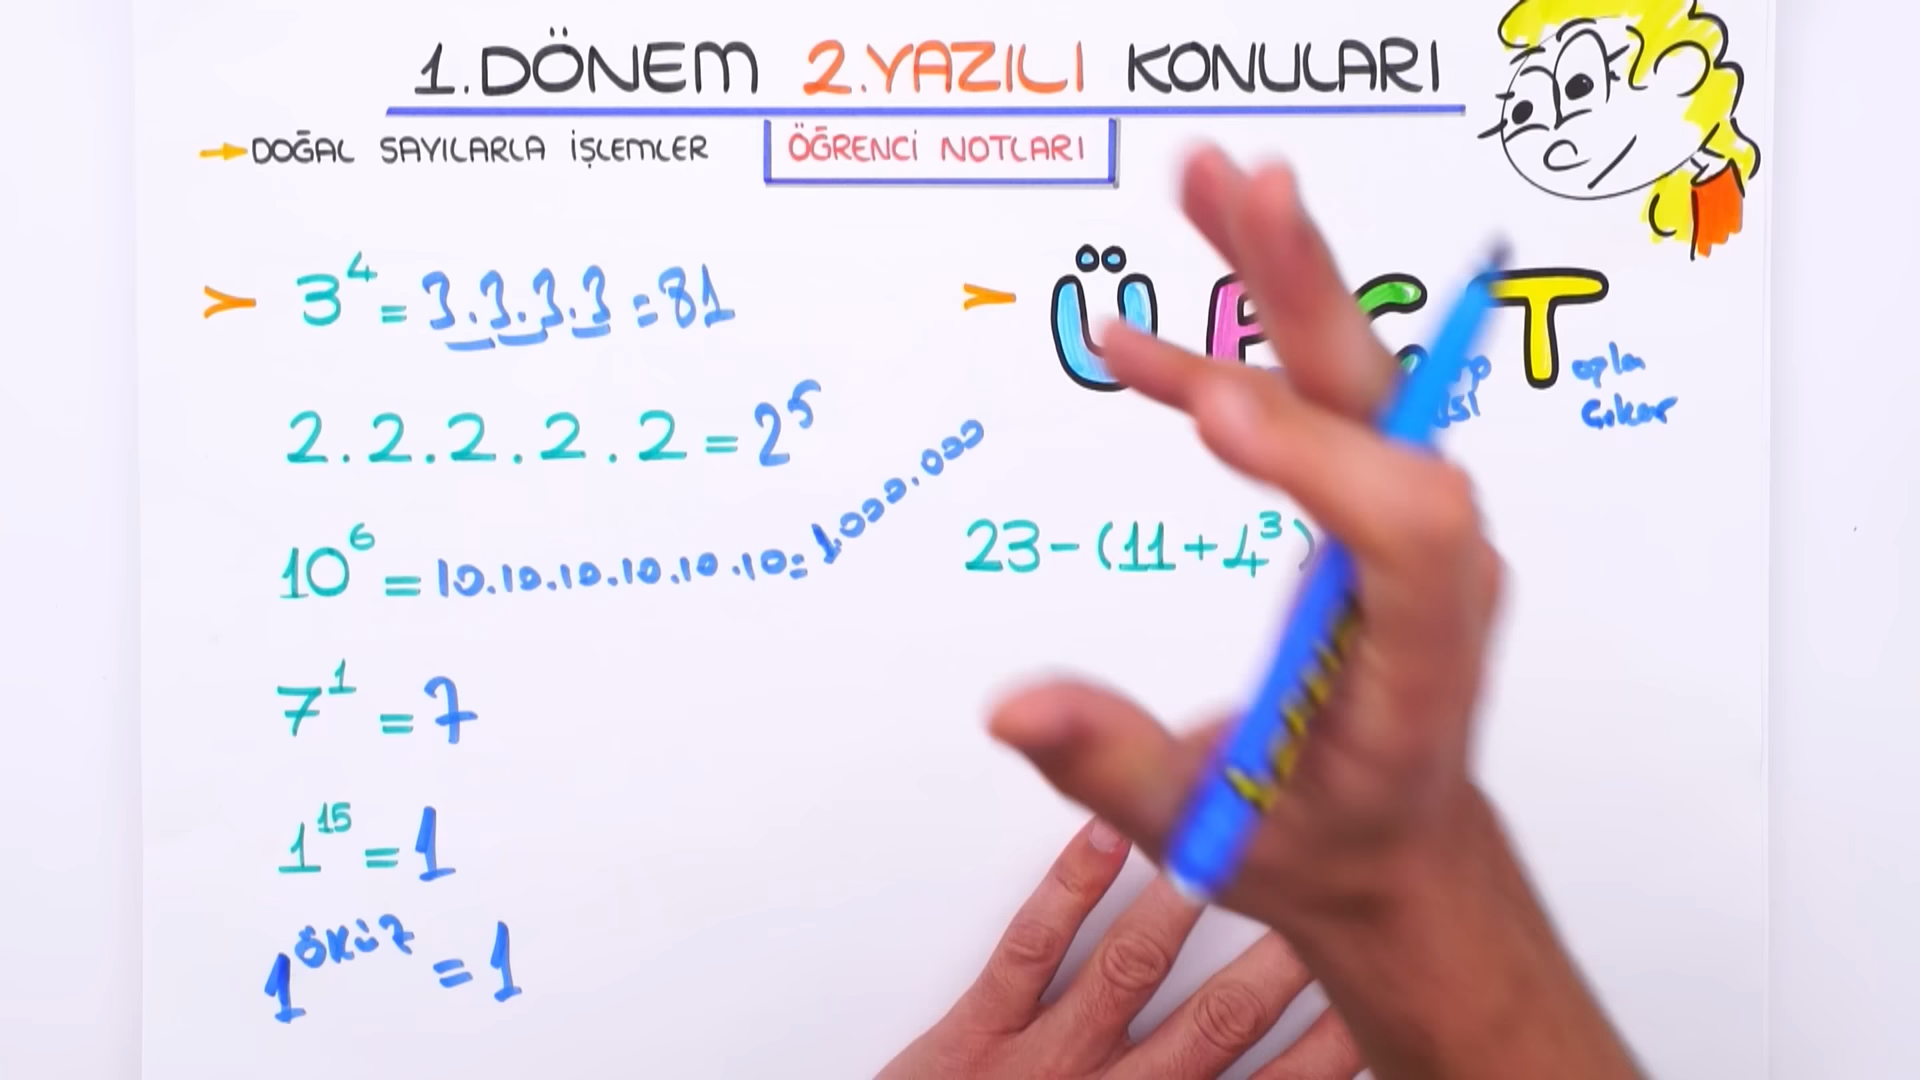 1.DÖNEM 2.YAZILI KONULARI
DOĞAL SAYILARLA İŞLEMLER
ÖĞRENCİ NOTLARI
3⁴ = 3.3.3.3 = 81
2.2.2.2.2 = 2⁵
10⁶ = 10.10.10.10.10.10 = 1.000.000
7¹ = 7
1¹⁵ = 1
1^öküz = 1
Ü T
opla
Çıkar
23-(11+4³)